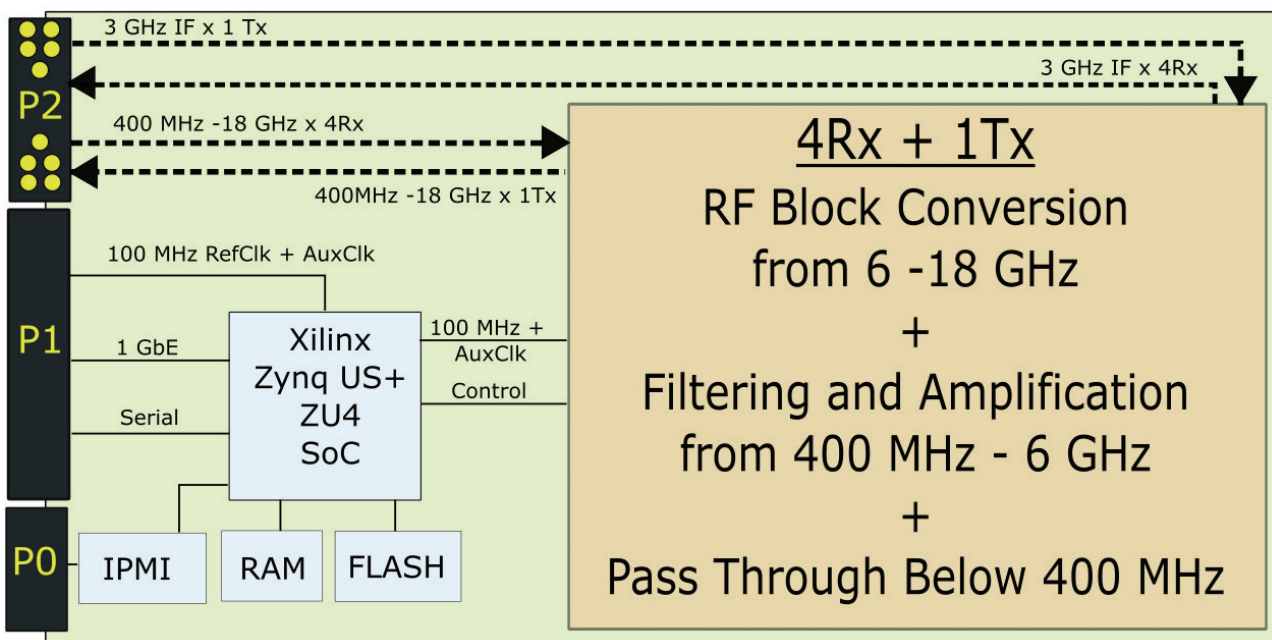 3 GHz IF x 1 Tx
3 GHz IF x 4Rx
P2
400 MHz -18 GHz x 4Rx
400MHz -18 GHz x 1Tx
4Rx + 1Tx
RF Block Conversion
from 6 -18 GHz
+
Filtering and Amplification
from 400 MHz - 6 GHz
+
Pass Through Below 400 MHz
P1
100 MHz RefClk + AuxClk
1 GbE
Serial
Xilinx
Zynq US+
ZU4
SoC
100 MHz +
AuxClk
Control
P0
IPMI
RAM
FLASH